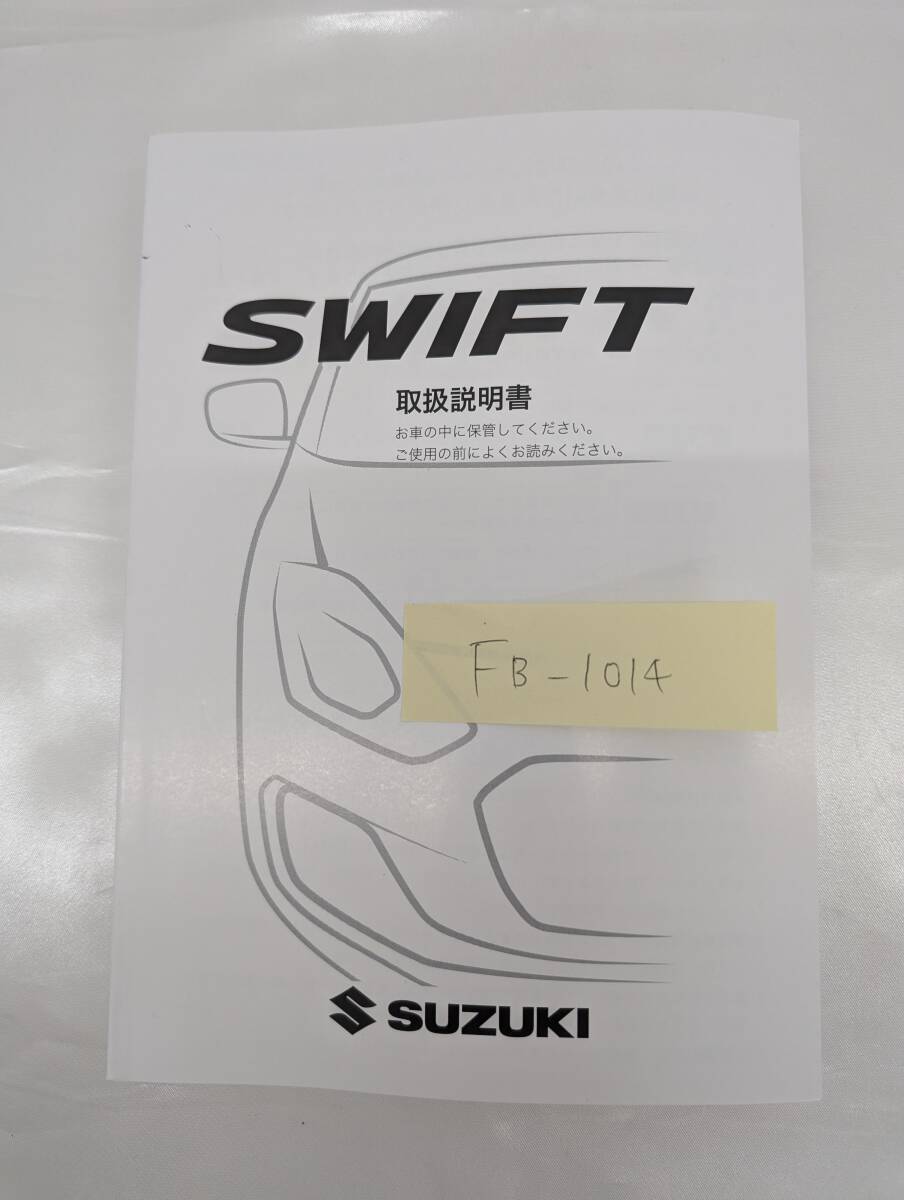 SWIFT
取扱説明書
お車の中に保管してください。
ご使用の前によくお読みください。
FB-1014
SUZUKI